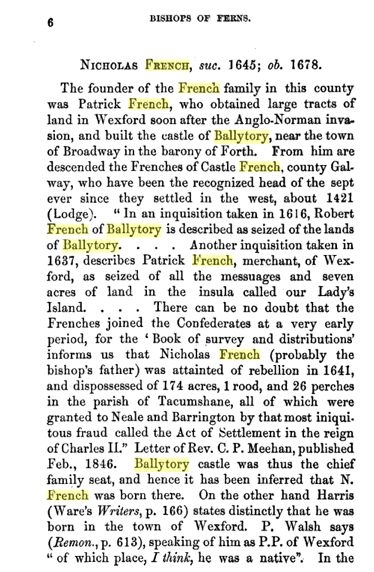 6
BISHOPS OF FERNS.
NICHOLAS FRENCH, suc. 1645; ob. 1678.
The founder of the French family in this county
was Patrick French, who obtained large tracts of
land in Wexford soon after the Anglo-Norman inva-
sion, and built the castle of Ballytory, near the town
of Broadway in the barony of Forth. From him are
descended the Frenches of Castle French, county Gal-
way, who have been the recognized head of the sept
ever since they settled in the west, about 1421
(Lodge). "In an inquisition taken in 1616, Robert
French of Ballytory is described as seized of the lands
of Ballytory. . . . Another inquisition taken in
1637, describes Patrick French, merchant, of Wex-
ford, as seized of all the messuages and seven
acres of land in the insula called our Lady's
Island. . . . There can be no doubt that the
Frenches joined the Confederates at a very early
period, for the 'Book of survey and distributions'
informs us that Nicholas French (probably the
bishop's father) was attainted of rebellion in 1641,
and dispossessed of 174 acres, 1 rood, and 26 perches
in the parish of Tacumshane, all of which were
granted to Neale and Barrington by that most iniqui-
tous fraud called the Act of Settlement in the reign
of Charles II." Letter of Rev. C. P. Meehan, published
Feb., 1846. Ballytory castle was thus the chief
family seat, and hence it has been inferred that N.
French was born there. On the other hand Harris
(Ware's Writers, p. 166) states distinctly that he was
born in the town of Wexford. P. Walsh says
(Remon., p. 613), speaking of him as P.P. of Wexford
"of which place, I think, he was a native". In the